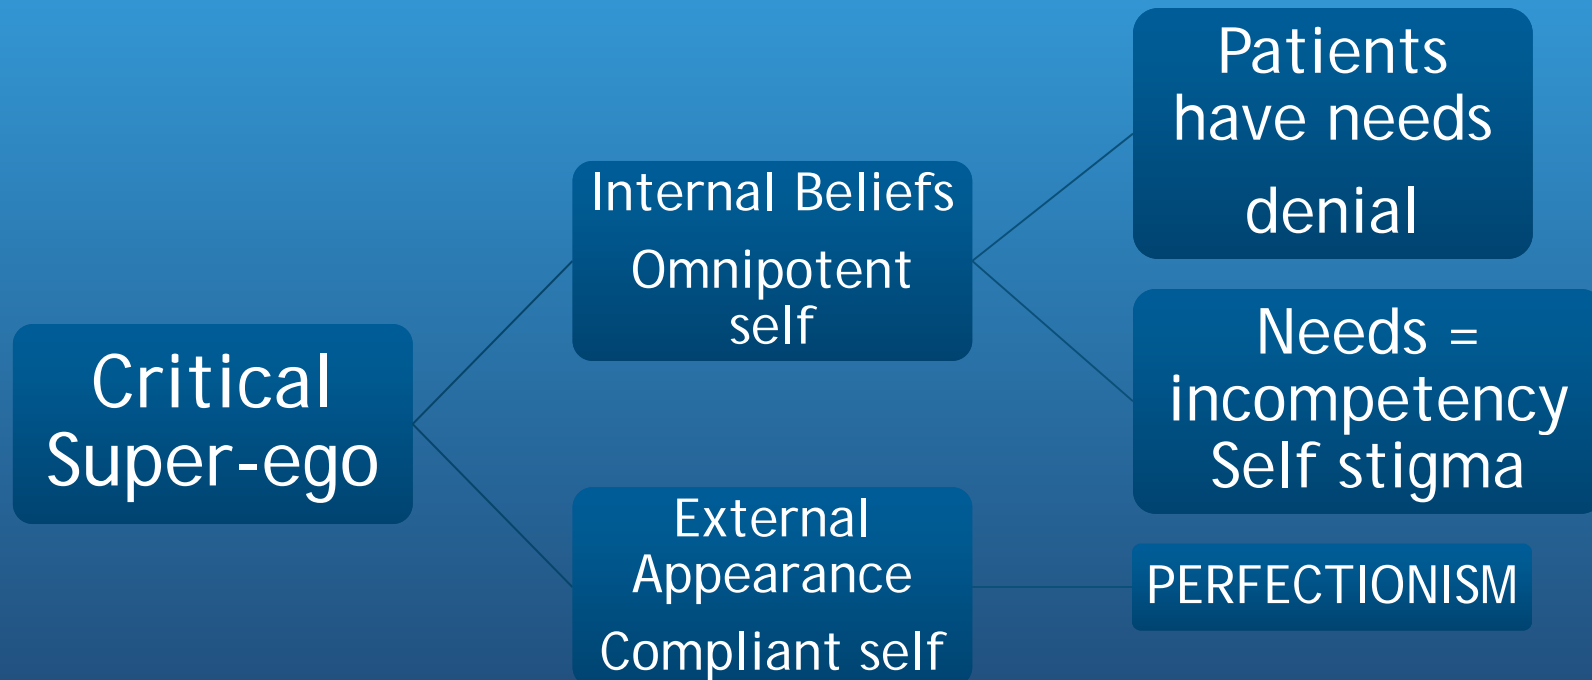 Critical
Super-ego
Internal Beliefs
Omnipotent
self
External
Appearance
Compliant self
Patients
have needs
denial
Needs =
incompetency
Self stigma
PERFECTIONISM